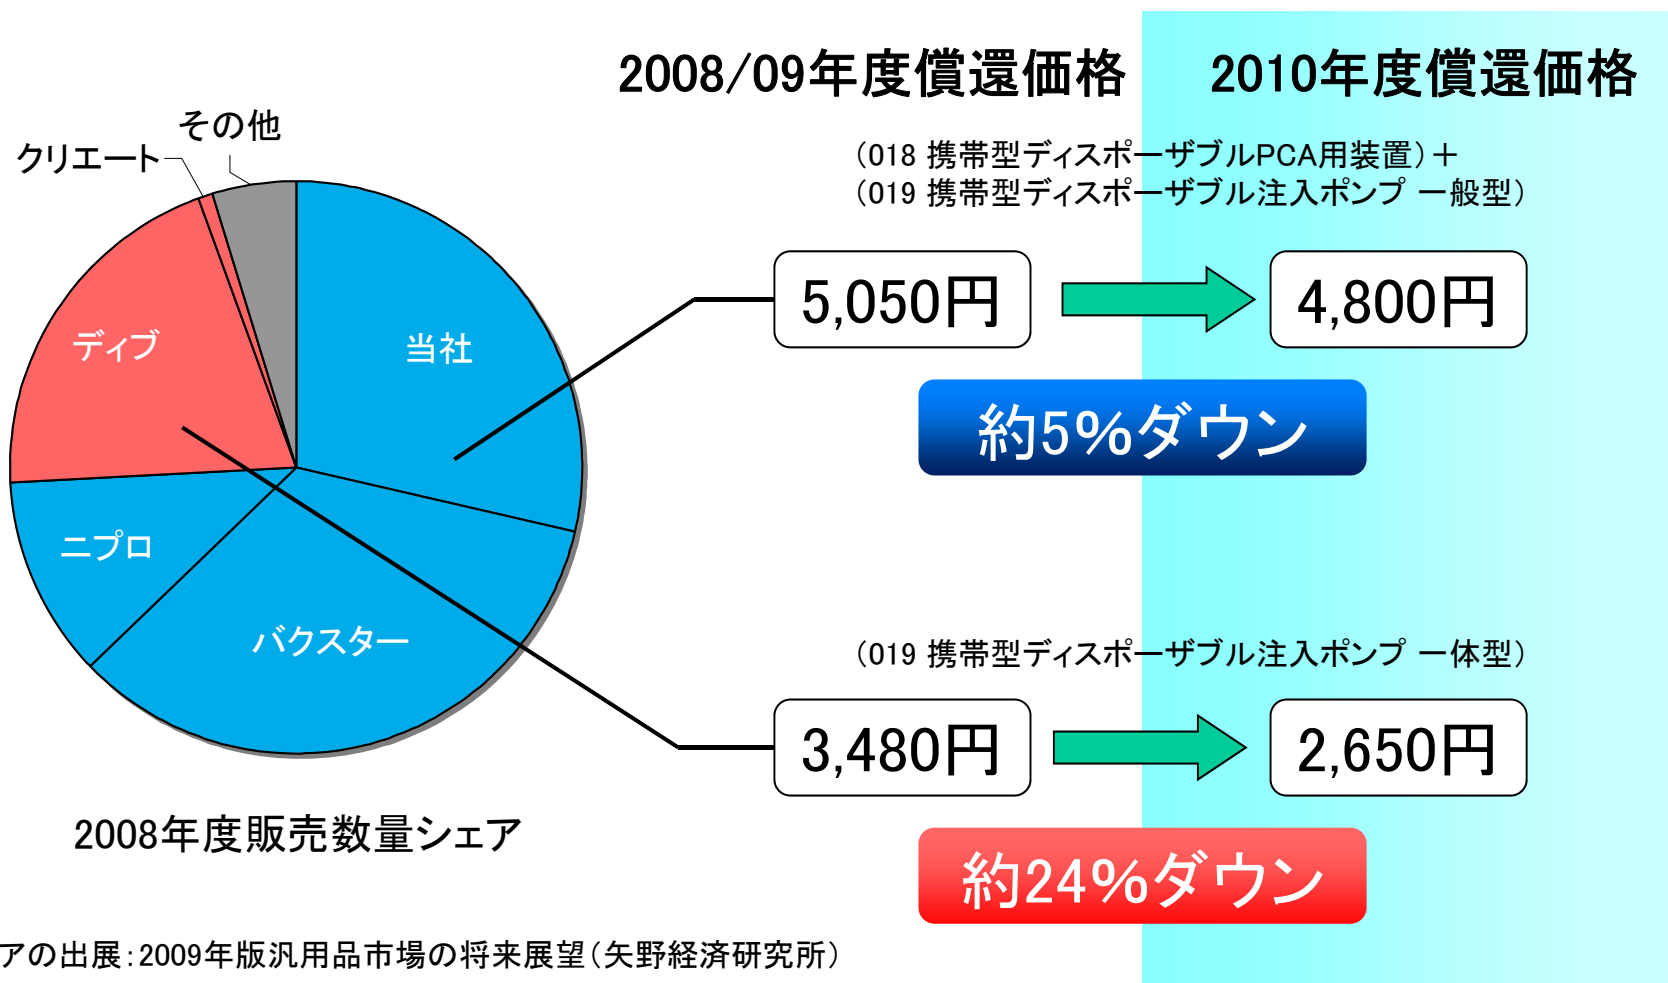 2008/09年度償還価格
2010年度償還価格
その他
クリエート
(018 携帯型ディスポーザブルPCA用装置)＋
(019 携帯型ディスポーザブル注入ポンプ 一般型)
5,050円
4,800円
ディブ
当社
約5％ダウン
ニプロ
バクスター
(019 携帯型ディスポーザブル注入ポンプ 一体型)
3,480円
2,650円
2008年度販売数量シェア
約24％ダウン
アの出展：2009年版汎用品市場の将来展望(矢野経済研究所)